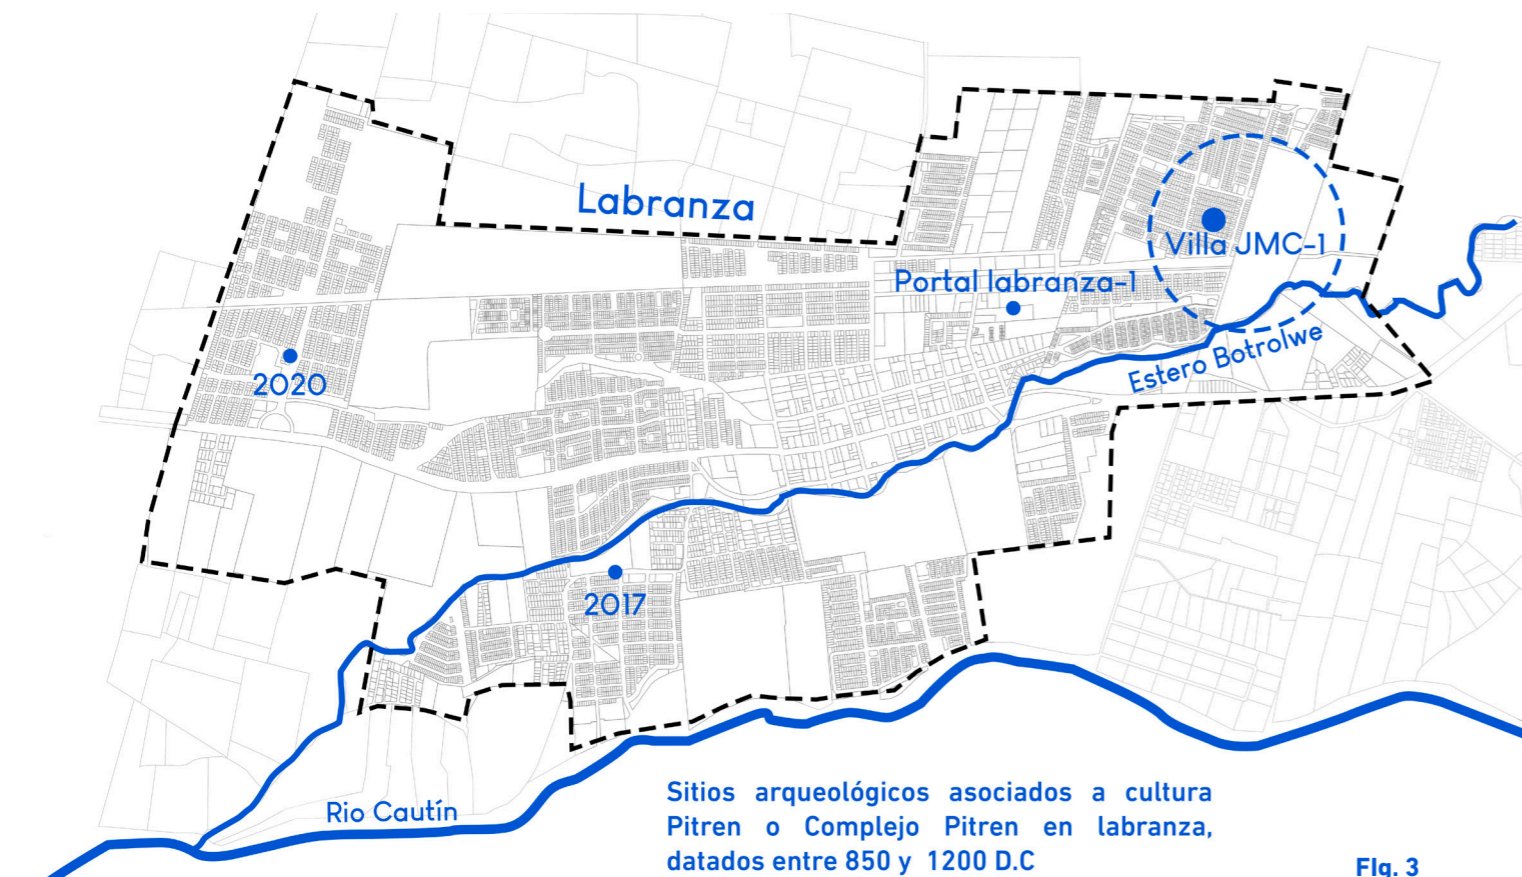 Labranza
Villa JMC-1
Portal labranza-1
Estero Botrolwe
2020
2017
Rio Cautín
Sitios arqueológicos asociados a cultura
Pitren o Complejo Pitren en labranza,
datados entre 850 y 1200 D.C
FIg. 3